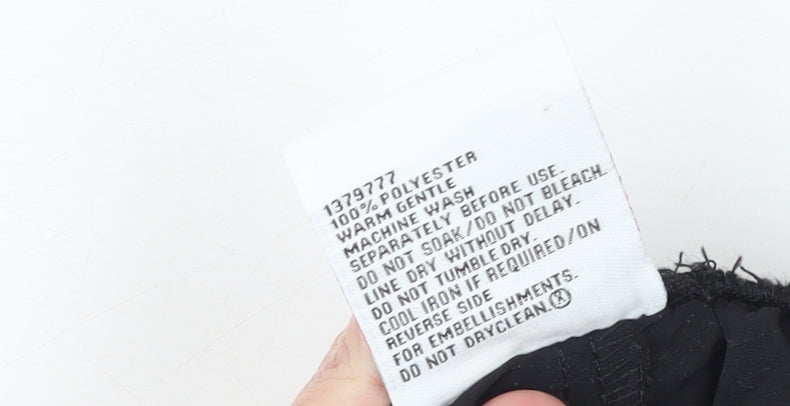 1379777
100% POLYESTER
WARM GENTLE
MACHINE WASH
SEPARATELY BEFORE USE.
DO NOT SOAK/DO NOT BLEACH.
LINE DRY WITHOUT DELAY.
DO NOT TUMBLE DRY.
COOL IRON IF REQUIRED/ON
REVERSE SIDE
FOR EMBELLISHMENTS.
DO NOT DRYCLEAN.Ⓧ